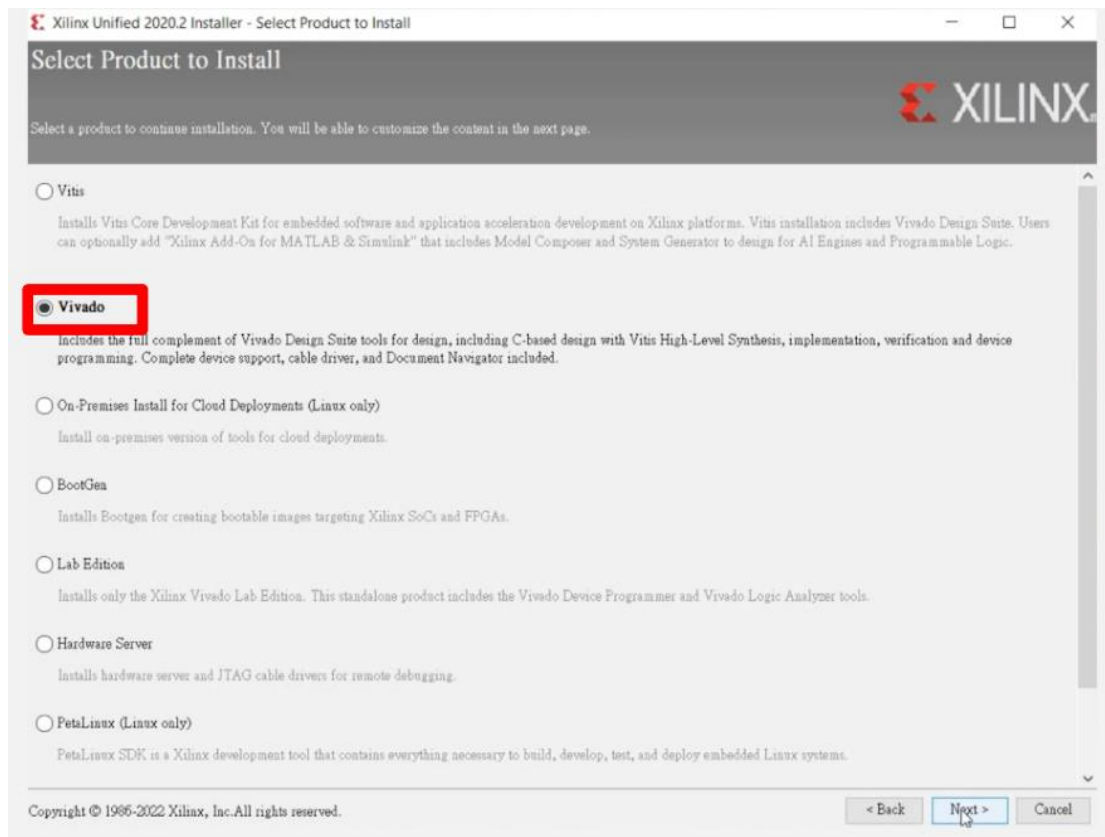 Xilinx Unified 2020.2 Installer - Select Product to Install
Select Product to Install
XILINX.
Select a product to continue installation. You will be able to customize the content in the next page.
Vitis
Installs Vitis Core Development Kit for embedded software and application acceleration development on Xilinx platforms. Vitis installation includes Vivado Design Suite. Users
can optionally add "Xilinx Add-On for MATLAB & Simulink" that includes Model Composer and System Generator to design for AI Engines and Programmable Logic.
Vivado
Includes the full complement of Vivado Design Suite tools for design, including C-based design with Vitis High-Level Synthesis, implementation, verification and device
programming. Complete device support, cable driver, and Document Navigator included.
On-Premises Install for Cloud Deployments (Linux only)
Install on-premises version of tools for cloud deployments.
BootGen
Installs Bootgen for creating bootable images targeting Xilinx SoCs and FPGAs.
Lab Edition
Installs only the Xilinx Vivado Lab Edition. This standalone product includes the Vivado Device Programmer and Vivado Logic Analyzer tools.
Hardware Server
Installs hardware server and JTAG cable drivers for remote debugging.
PetaLinux (Linux only)
PetaLinux SDK is a Xilinx development tool that contains everything necessary to build, develop, test, and deploy embedded Linux systems.
Copyright © 1986-2022 Xilinx, Inc.All rights reserved.
< Back
Next >
Cancel